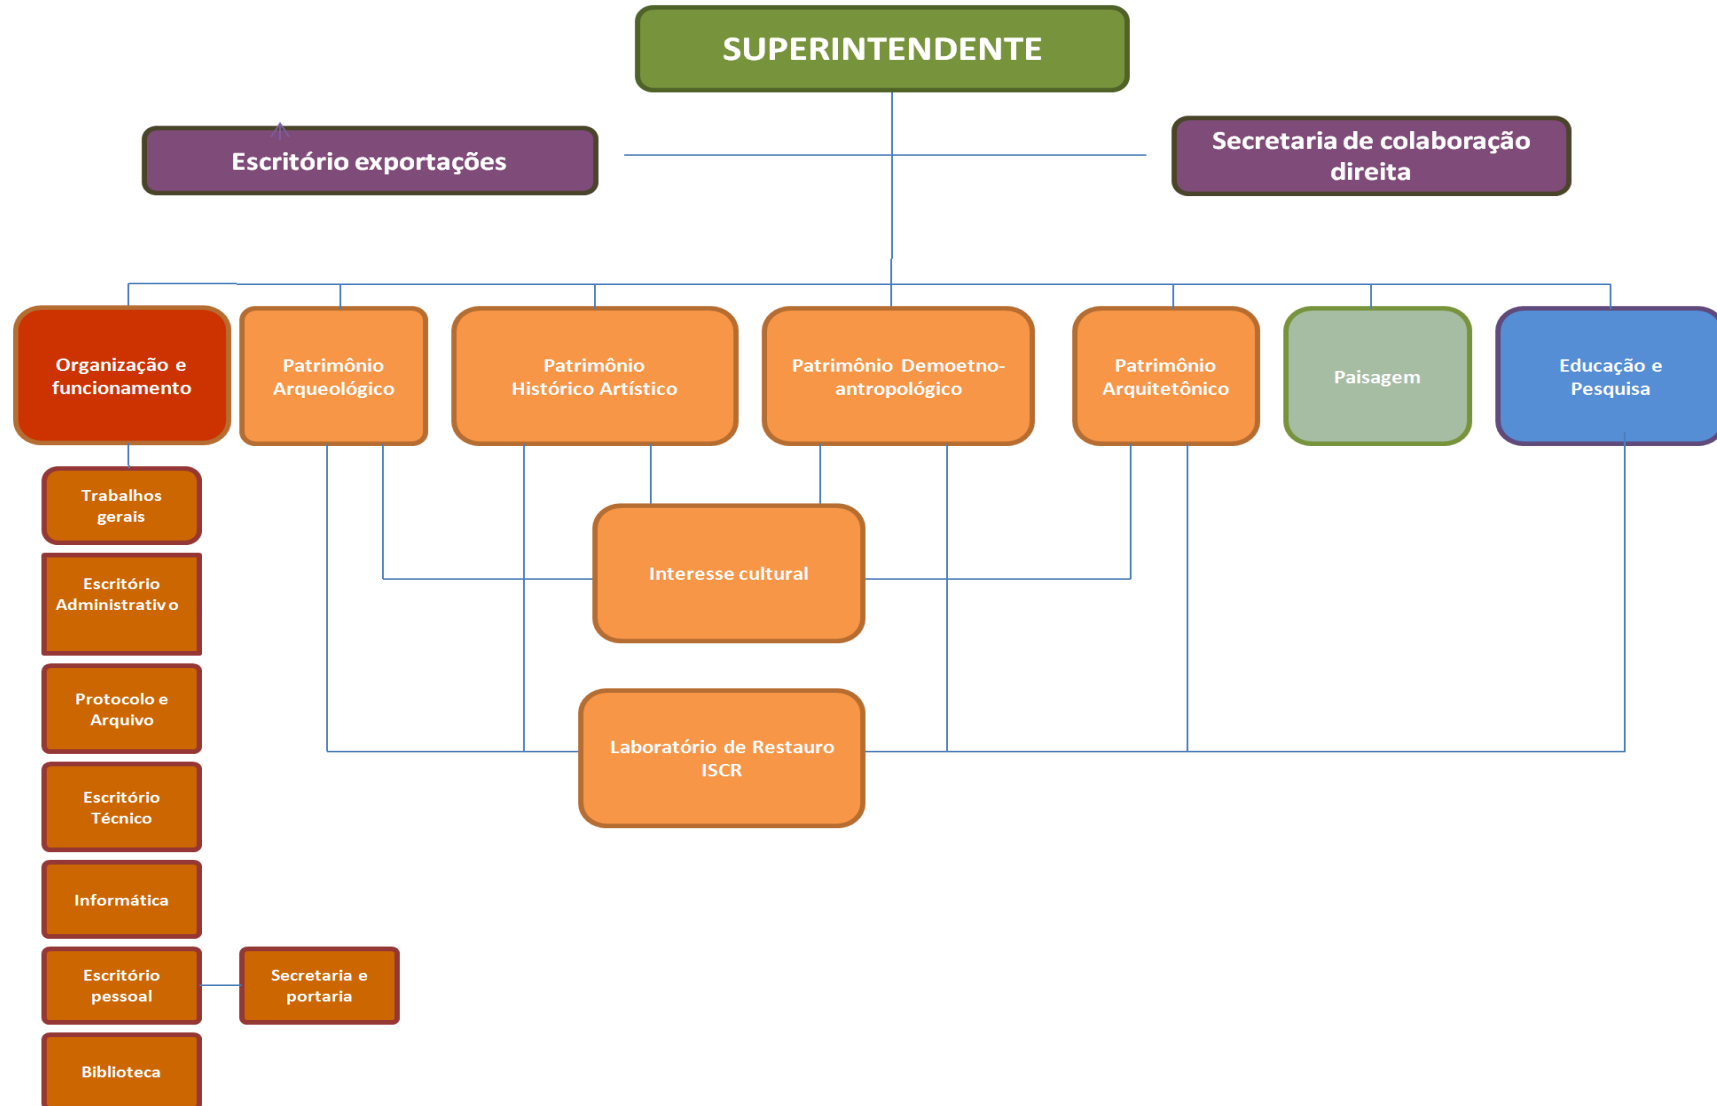 SUPERINTENDENTE
Escritório exportações
Secretaria de colaboração
direita
Organização e
funcionamento
Patrimônio
Arqueológico
Patrimônio
Histórico Artístico
Patrimônio Demoetno-
antropológico
Patrimônio
Arquitetônico
Paisagem
Educação e
Pesquisa
Trabalhos
gerais
Escritório
Administrativo
Protocolo e
Arquivo
Escritório
Técnico
Informática
Escritório
pessoal
Secretaria e
portaria
Biblioteca
Interesse cultural
Laboratório de Restauro
ISCR